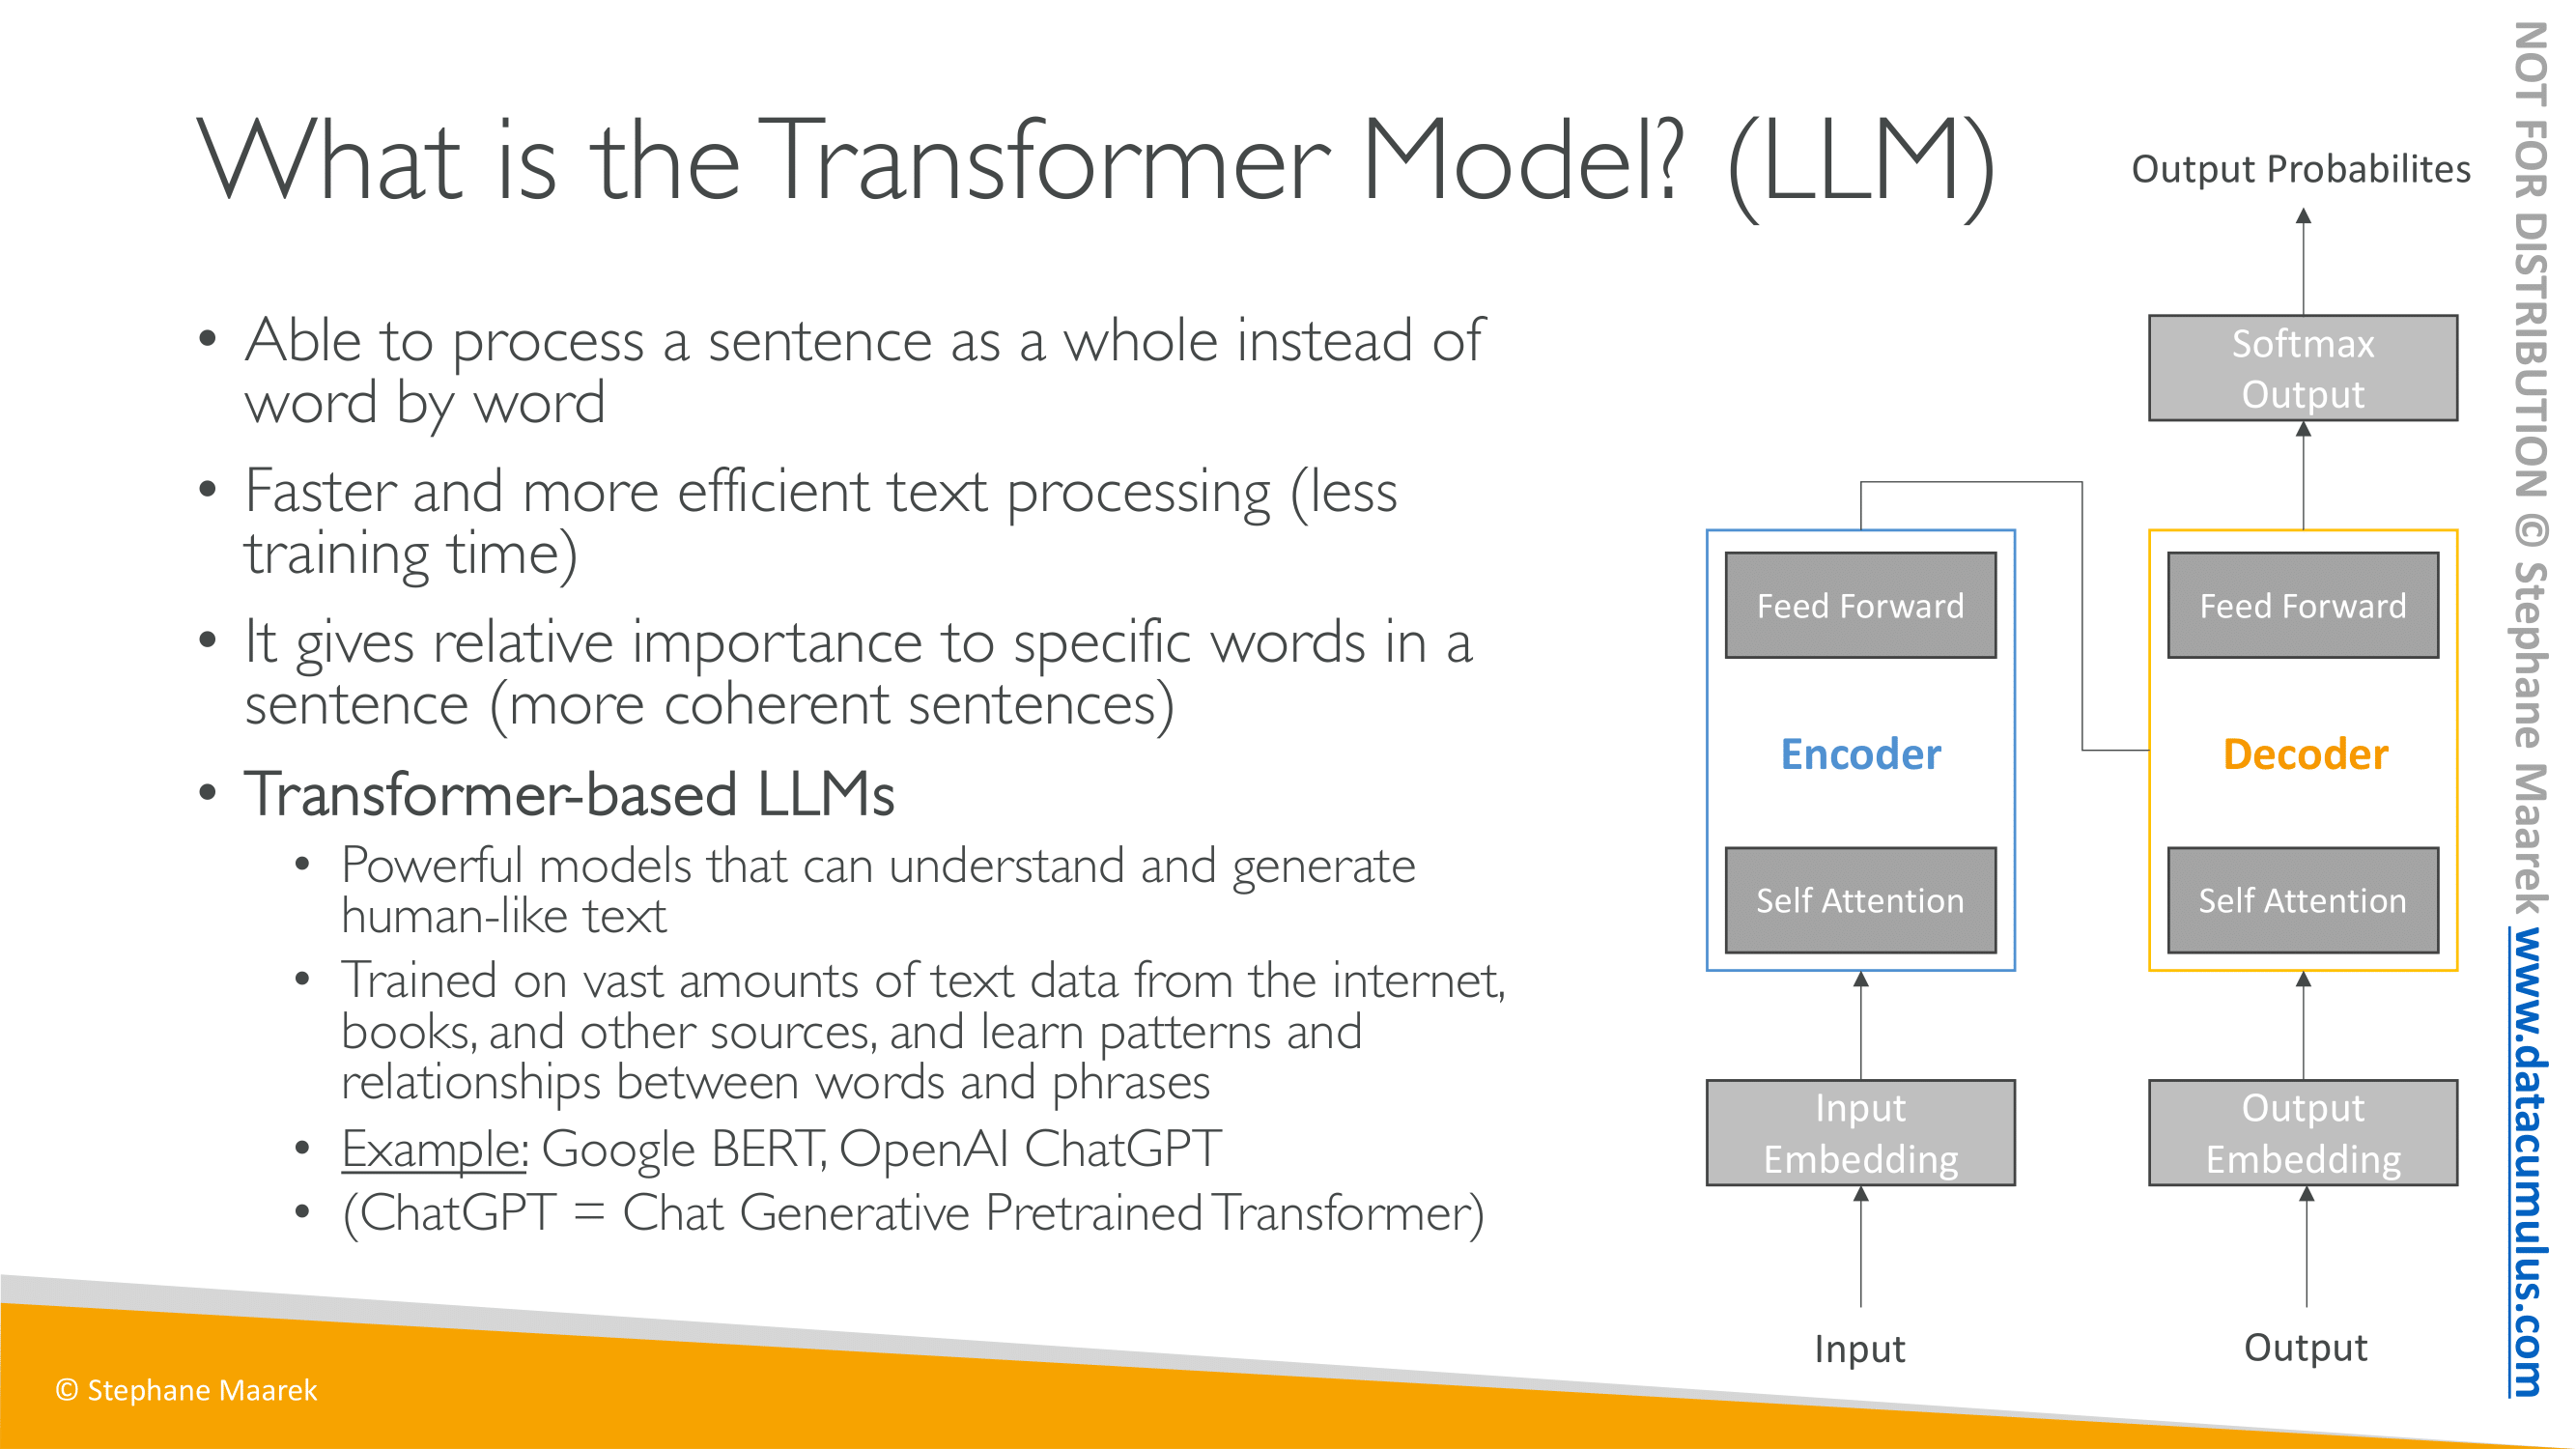 What is the Transformer Model? (LLM)
• Able to process a sentence as a whole instead of
word by word
• Faster and more efficient text processing (less
training time)
• It gives relative importance to specific words in a
sentence (more coherent sentences)
• Transformer-based LLMs
• Powerful models that can understand and generate
human-like text
• Trained on vast amounts of text data from the internet,
books, and other sources, and learn patterns and
relationships between words and phrases
• Example: Google BERT, OpenAI ChatGPT
• (ChatGPT = Chat Generative Pretrained Transformer)
Output Probabilites
Softmax
Output
Feed Forward
Encoder
Self Attention
Input
Embedding
Input
Feed Forward
Decoder
Self Attention
Output
Embedding
Output
© Stephane Maarek
NOT FOR DISTRIBUTION © Stephane Maarek www.datacumulus.com